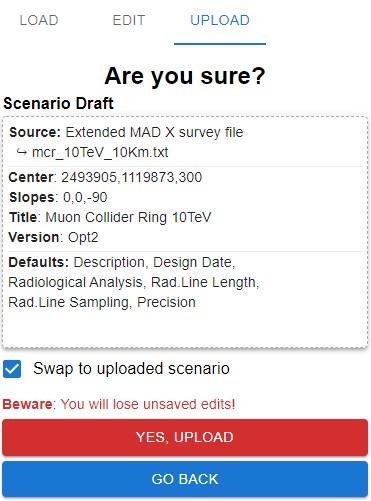 LOAD EDIT UPLOAD
Are you sure?
Scenario Draft
Source: Extended MAD X survey file
↪ mcr_10TeV_10Km.txt
Center: 2493905,1119873,300
Slopes: 0,0,-90
Title: Muon Collider Ring 10TeV
Version: Opt2
Defaults: Description, Design Date,
Radiological Analysis, Rad.Line Length,
Rad.Line Sampling, Precision
Swap to uploaded scenario
Beware: You will lose unsaved edits!
YES, UPLOAD
GO BACK